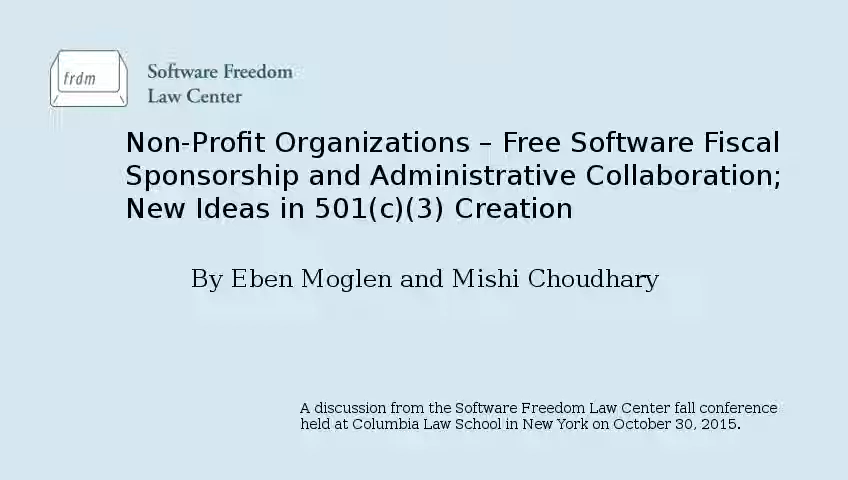 frdm
Software Freedom
Law Center
Non-Profit Organizations – Free Software Fiscal
Sponsorship and Administrative Collaboration;
New Ideas in 501(c)(3) Creation
By Eben Moglen and Mishi Choudhary
A discussion from the Software Freedom Law Center fall conference
held at Columbia Law School in New York on October 30, 2015.